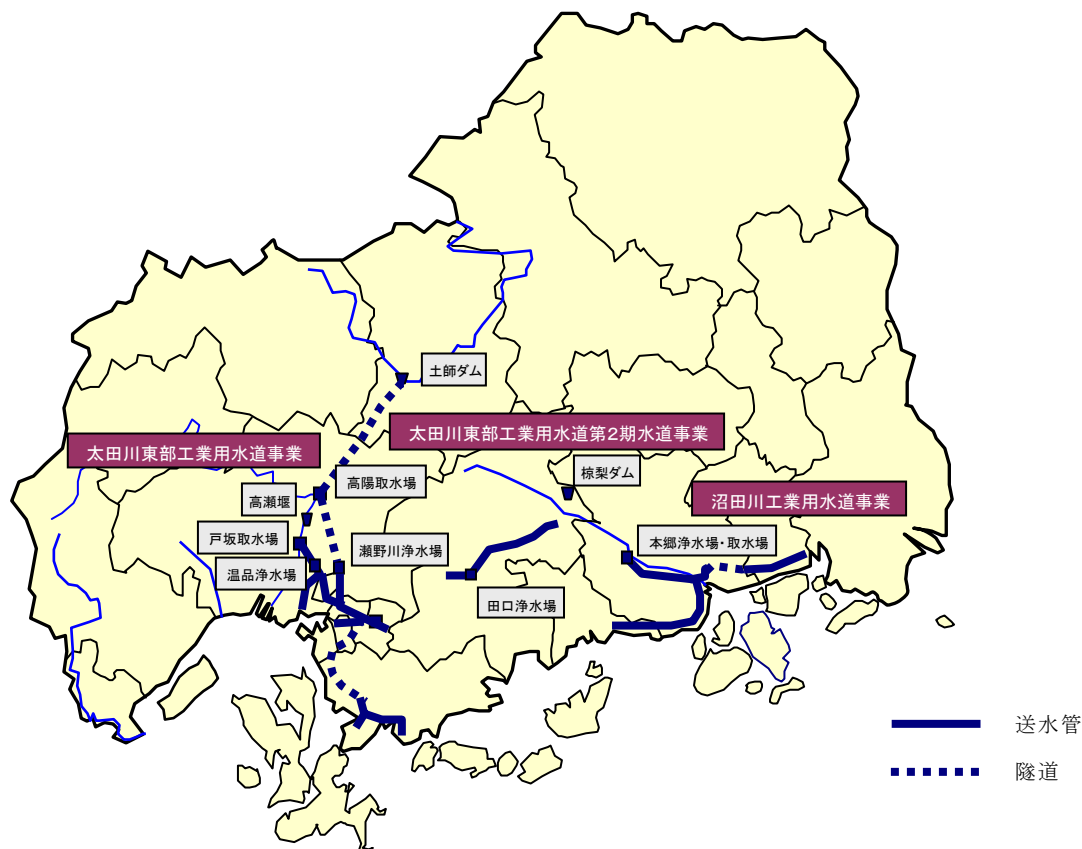 土師ダム
太田川東部工業用水道第2期水道事業
太田川東部工業用水道事業
椋梨ダム
高陽取水場
高瀬堰
沼田川工業用水道事業
戸坂取水場
瀬野川浄水場
本郷浄水場・取水場
温品浄水場
田口浄水場
送水管
隧道